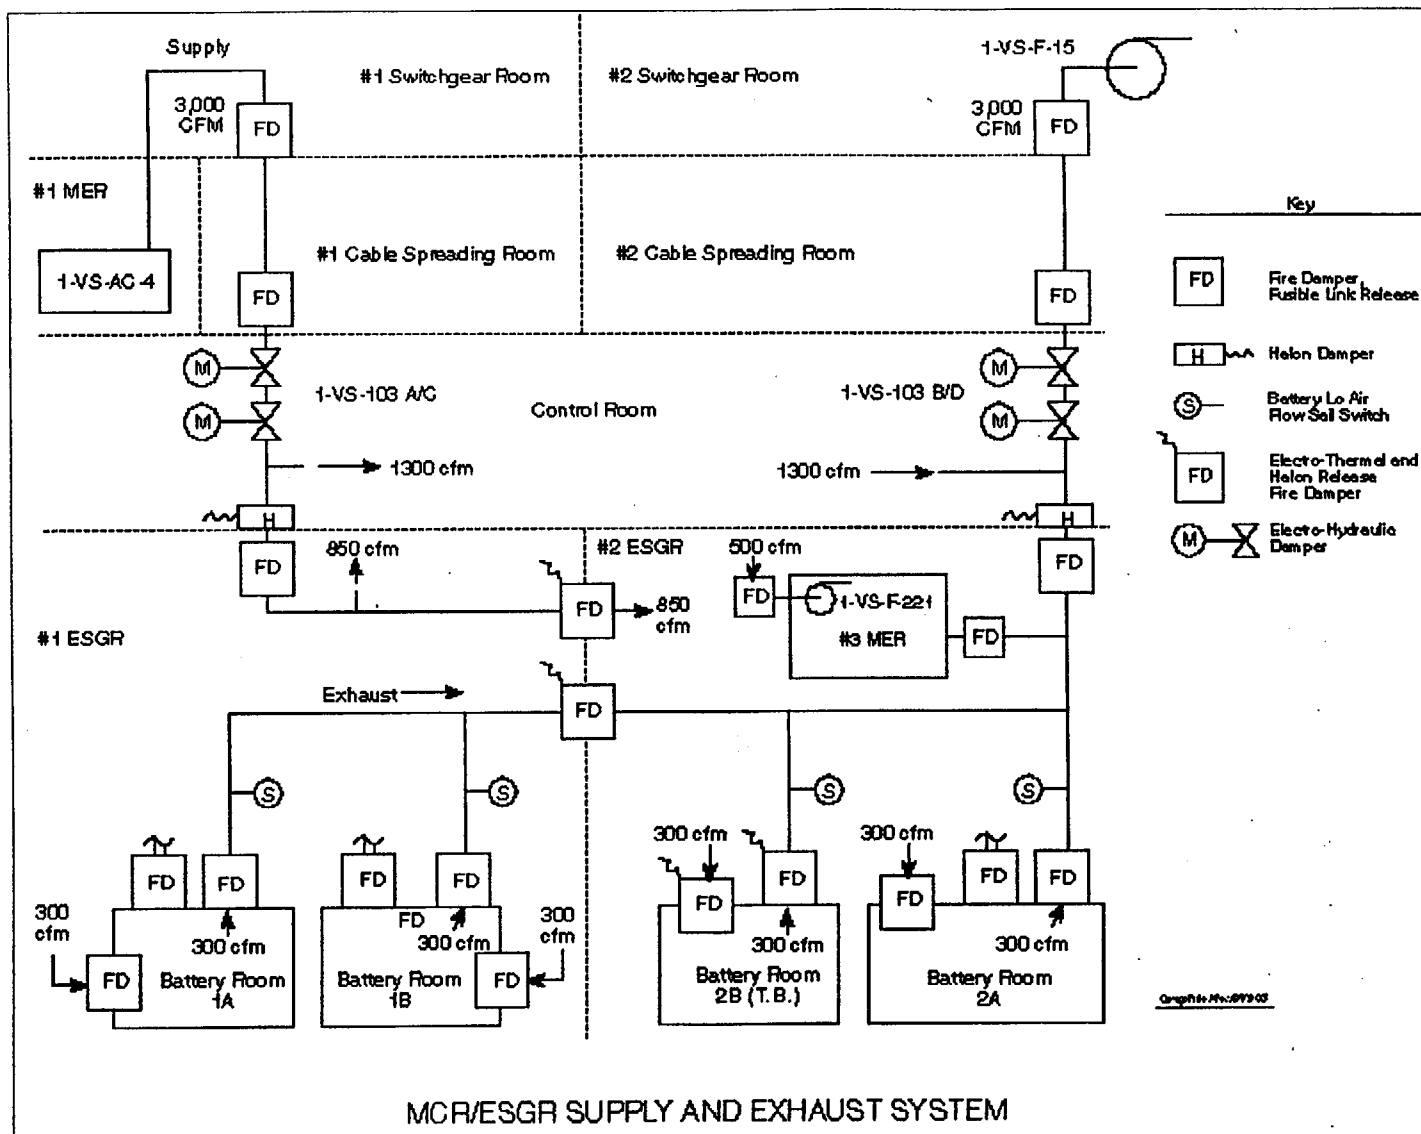 Supply
1-VS-F-15
#1 Switchgear Room
#2 Switchgear Room
3,000
CFM
FD
3,000
CFM
FD
#1 MER
Key
1-VS-AC-4
#1 Cable Spreading Room
#2 Cable Spreading Room
FD
FD
FD
Fire Damper,
Fusible Link Release
M
M
H
Halon Damper
1-VS-103 A/C
1-VS-103 B/D
M
M
Control Room
S
Battery Lo Air
Flow Sail Switch
1300 cfm
1300 cfm
FD
Electro-Thermal and
Halon Release
Fire Damper
H
H
850 cfm
#2 ESGR
500 cfm
M
Electro-Hydraulic
Damper
FD
FD
FD
850
cfm
FD
1-VS-F-221
#3 MER
FD
#1 ESGR
Exhaust
FD
S
S
S
S
300 cfm
300 cfm
FD
FD
FD
FD
FD
FD
FD
FD
FD
300
cfm
FD
300
cfm
300 cfm
300 cfm
300 cfm
300 cfm
FD
Battery Room
1A
Battery Room
1B
FD
Battery Room
2B (T.B.)
Battery Room
2A
MCR/ESGR SUPPLY AND EXHAUST SYSTEM